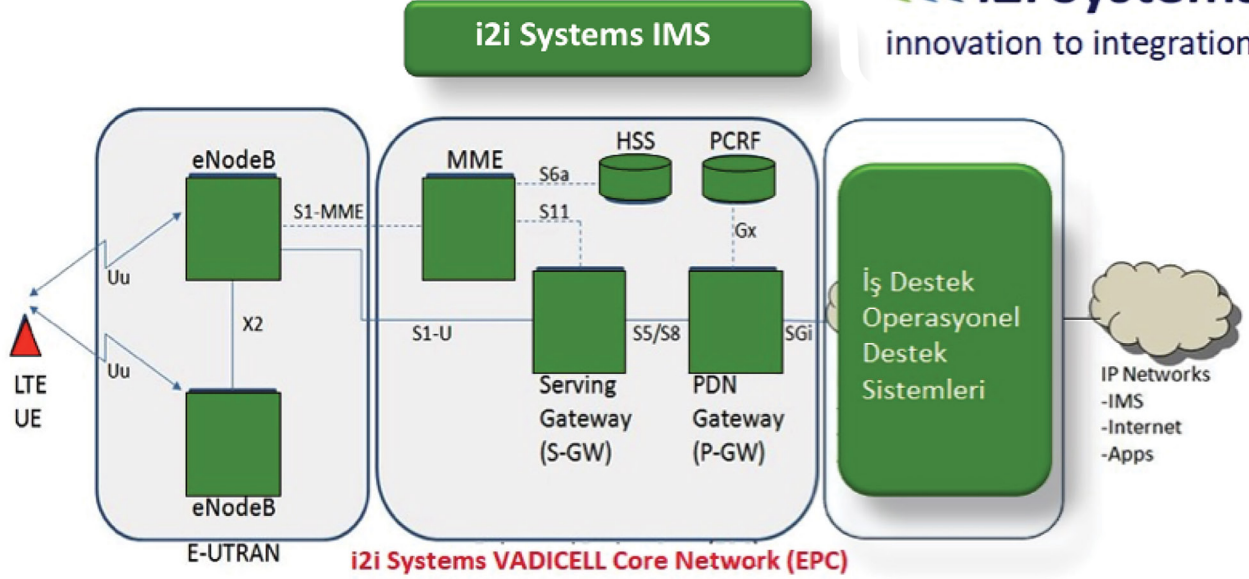 i2i Systems IMS
i2i Systems
innovation to integration
eNodeB
MME
HSS
PCRF
S6a
S1-MME
S11
Gx
Uu
X2
S1-U
S5/S8
SGi
Uu
LTE
UE
Serving
Gateway
(S-GW)
PDN
Gateway
(P-GW)
eNodeB
E-UTRAN
İş Destek
Operasyonel
Destek
Sistemleri
IP Networks
-IMS
-Internet
-Apps
i2i Systems VADICELL Core Network (EPC)